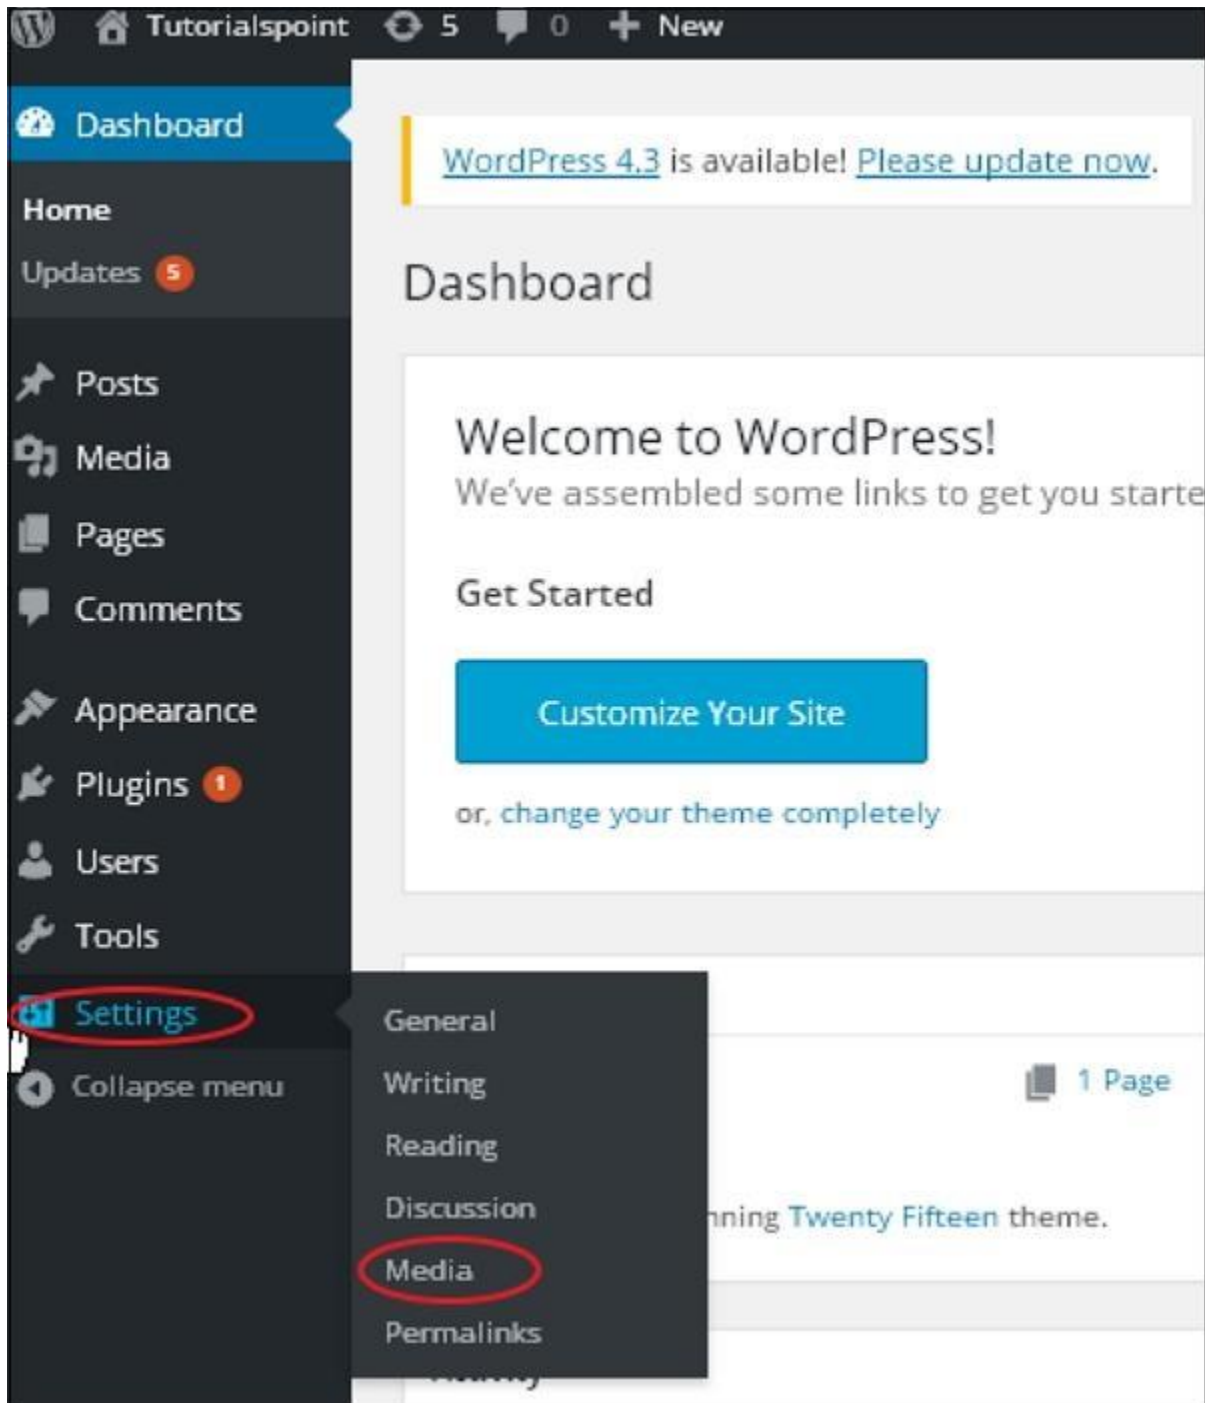 Tutorialspoint 5 0 New
Dashboard
Home
Updates 5
Posts
Media
Pages
Comments
Appearance
Plugins 1
Users
Tools
Settings
Collapse menu
General
Writing
Reading
Discussion
Media
Permalinks
WordPress 4.3 is available! Please update now.
Dashboard
Welcome to WordPress!
We've assembled some links to get you starte
Get Started
Customize Your Site
or, change your theme completely
1 Page
nning Twenty Fifteen theme.